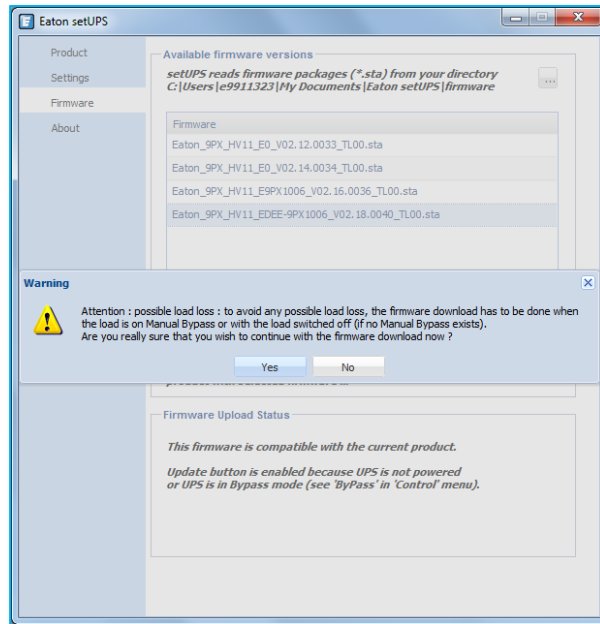 Eaton setUPS
Product
Settings
Firmware
About
Available firmware versions
setUPS reads firmware packages (*.sta) from your directory
C:|Users|e9911323|My Documents|Eaton setUPS|firmware
...
Firmware
Eaton_9PX_HV11_E0_V02.12.0033_TL00.sta
Eaton_9PX_HV11_E0_V02.14.0034_TL00.sta
Eaton_9PX_HV11_E9PX1006_V02.16.0036_TL00.sta
Eaton_9PX_HV11_EDEE-9PX1006_V02.18.0040_TL00.sta
Warning
Attention : possible load loss : to avoid any possible load loss, the firmware download has to be done when
the load is on Manual Bypass or with the load switched off (if no Manual Bypass exists).
Are you really sure that you wish to continue with the firmware download now ?
Yes
No
Firmware Upload Status
This firmware is compatible with the current product.
Update button is enabled because UPS is not powered
or UPS is in Bypass mode (see 'ByPass' in 'Control' menu).